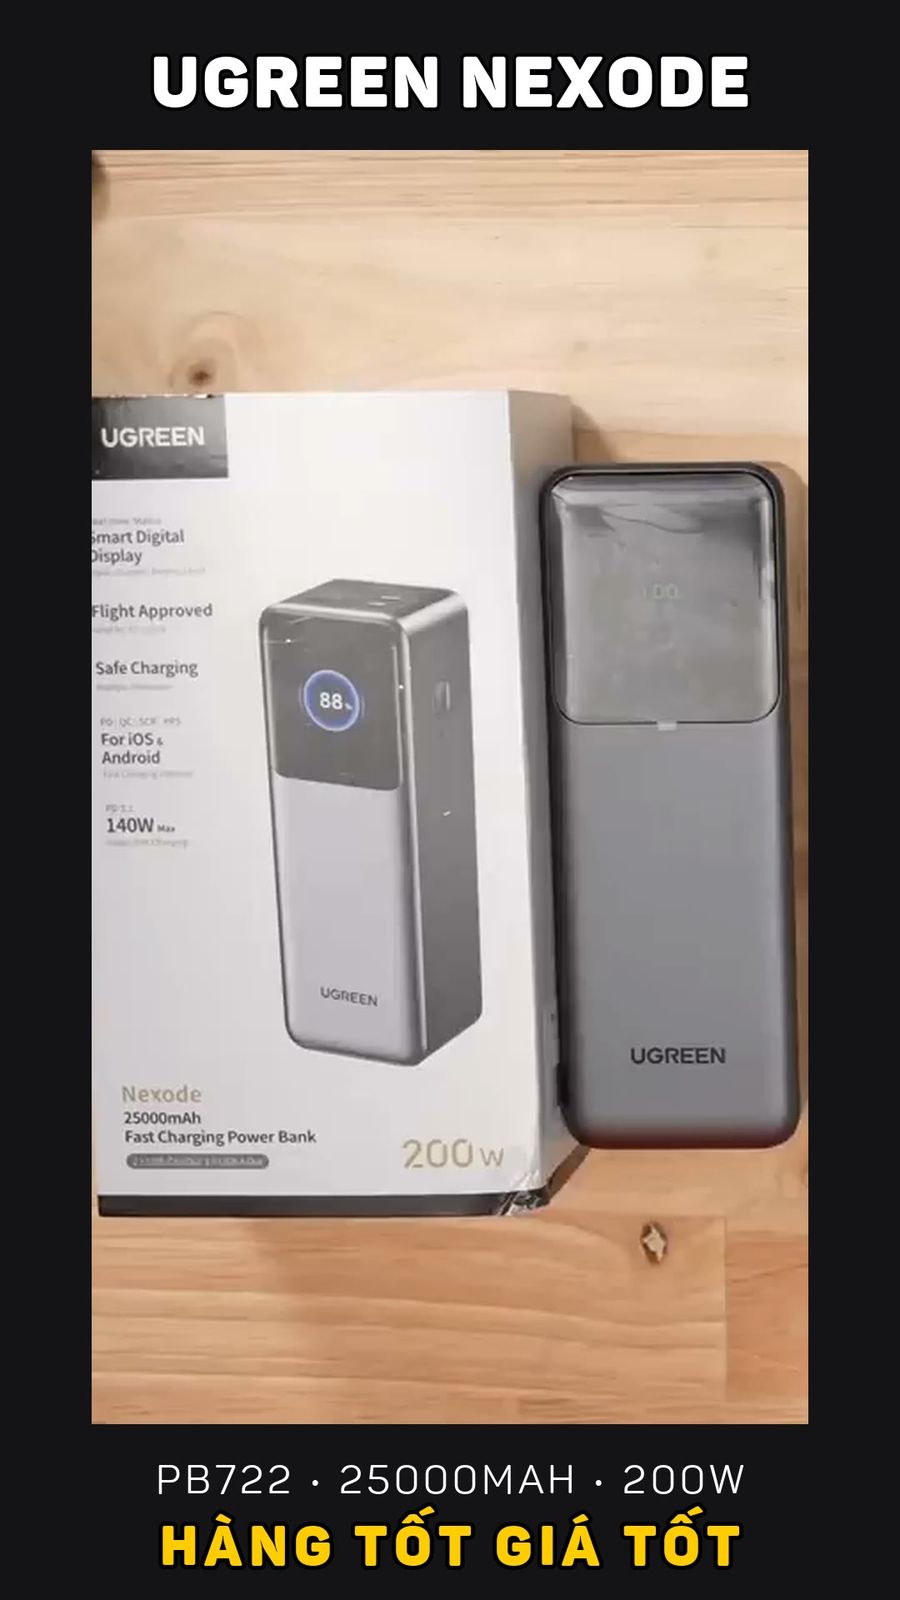 UGREEN NEXODE
UGREEN
Smart Digital
Display
Flight Approved
Safe Charging
For iOS &
Android
140W Max
88%
UGREEN
Nexode
25000mAh
Fast Charging Power Bank
200W
UGREEN
PB722 · 25000MAH · 200W
HÀNG TỐT GIÁ TỐT